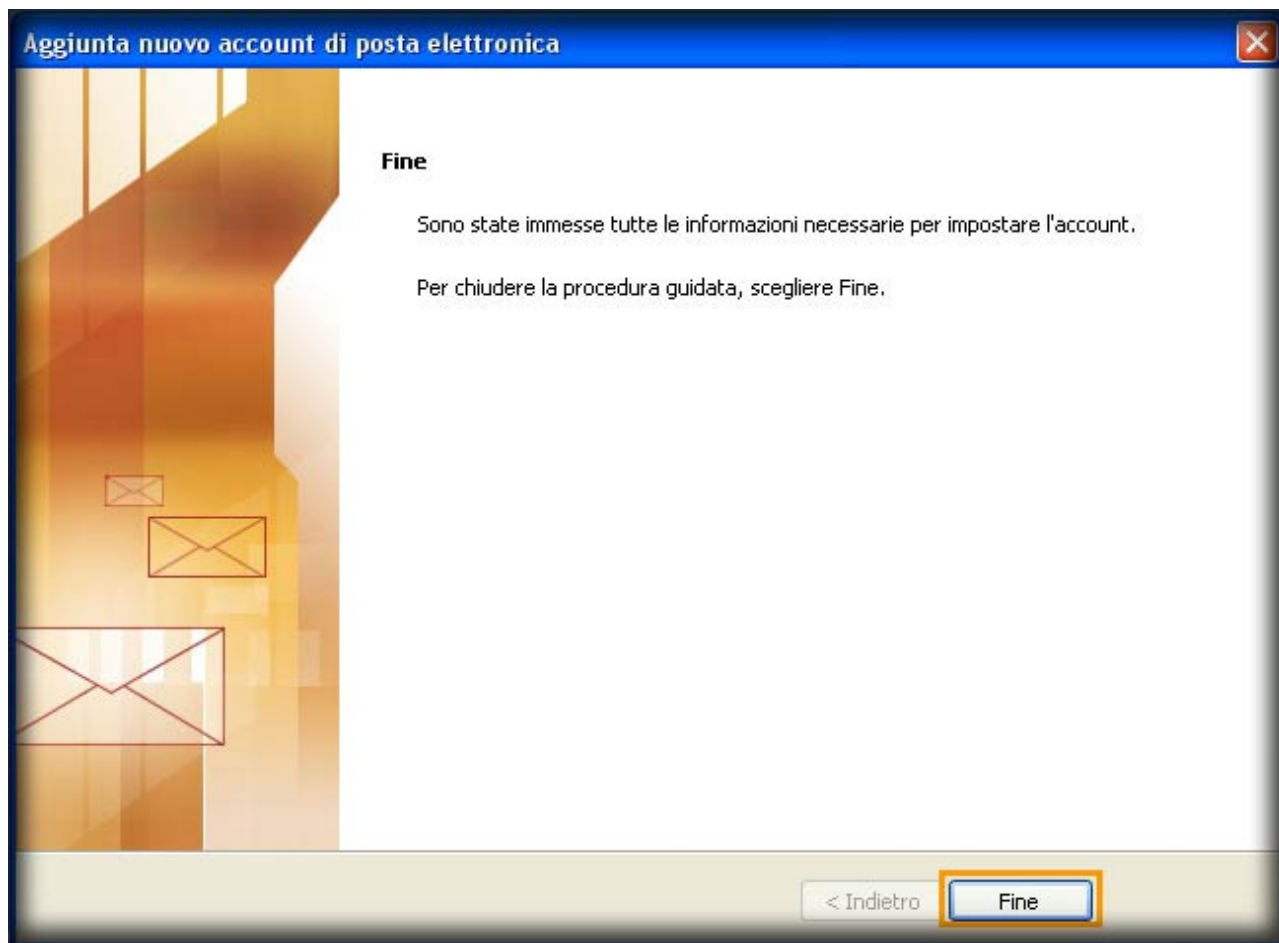 Aggiunta nuovo account di posta elettronica
Fine
Sono state immesse tutte le informazioni necessarie per impostare l'account.
Per chiudere la procedura guidata, scegliere Fine.
< Indietro
Fine